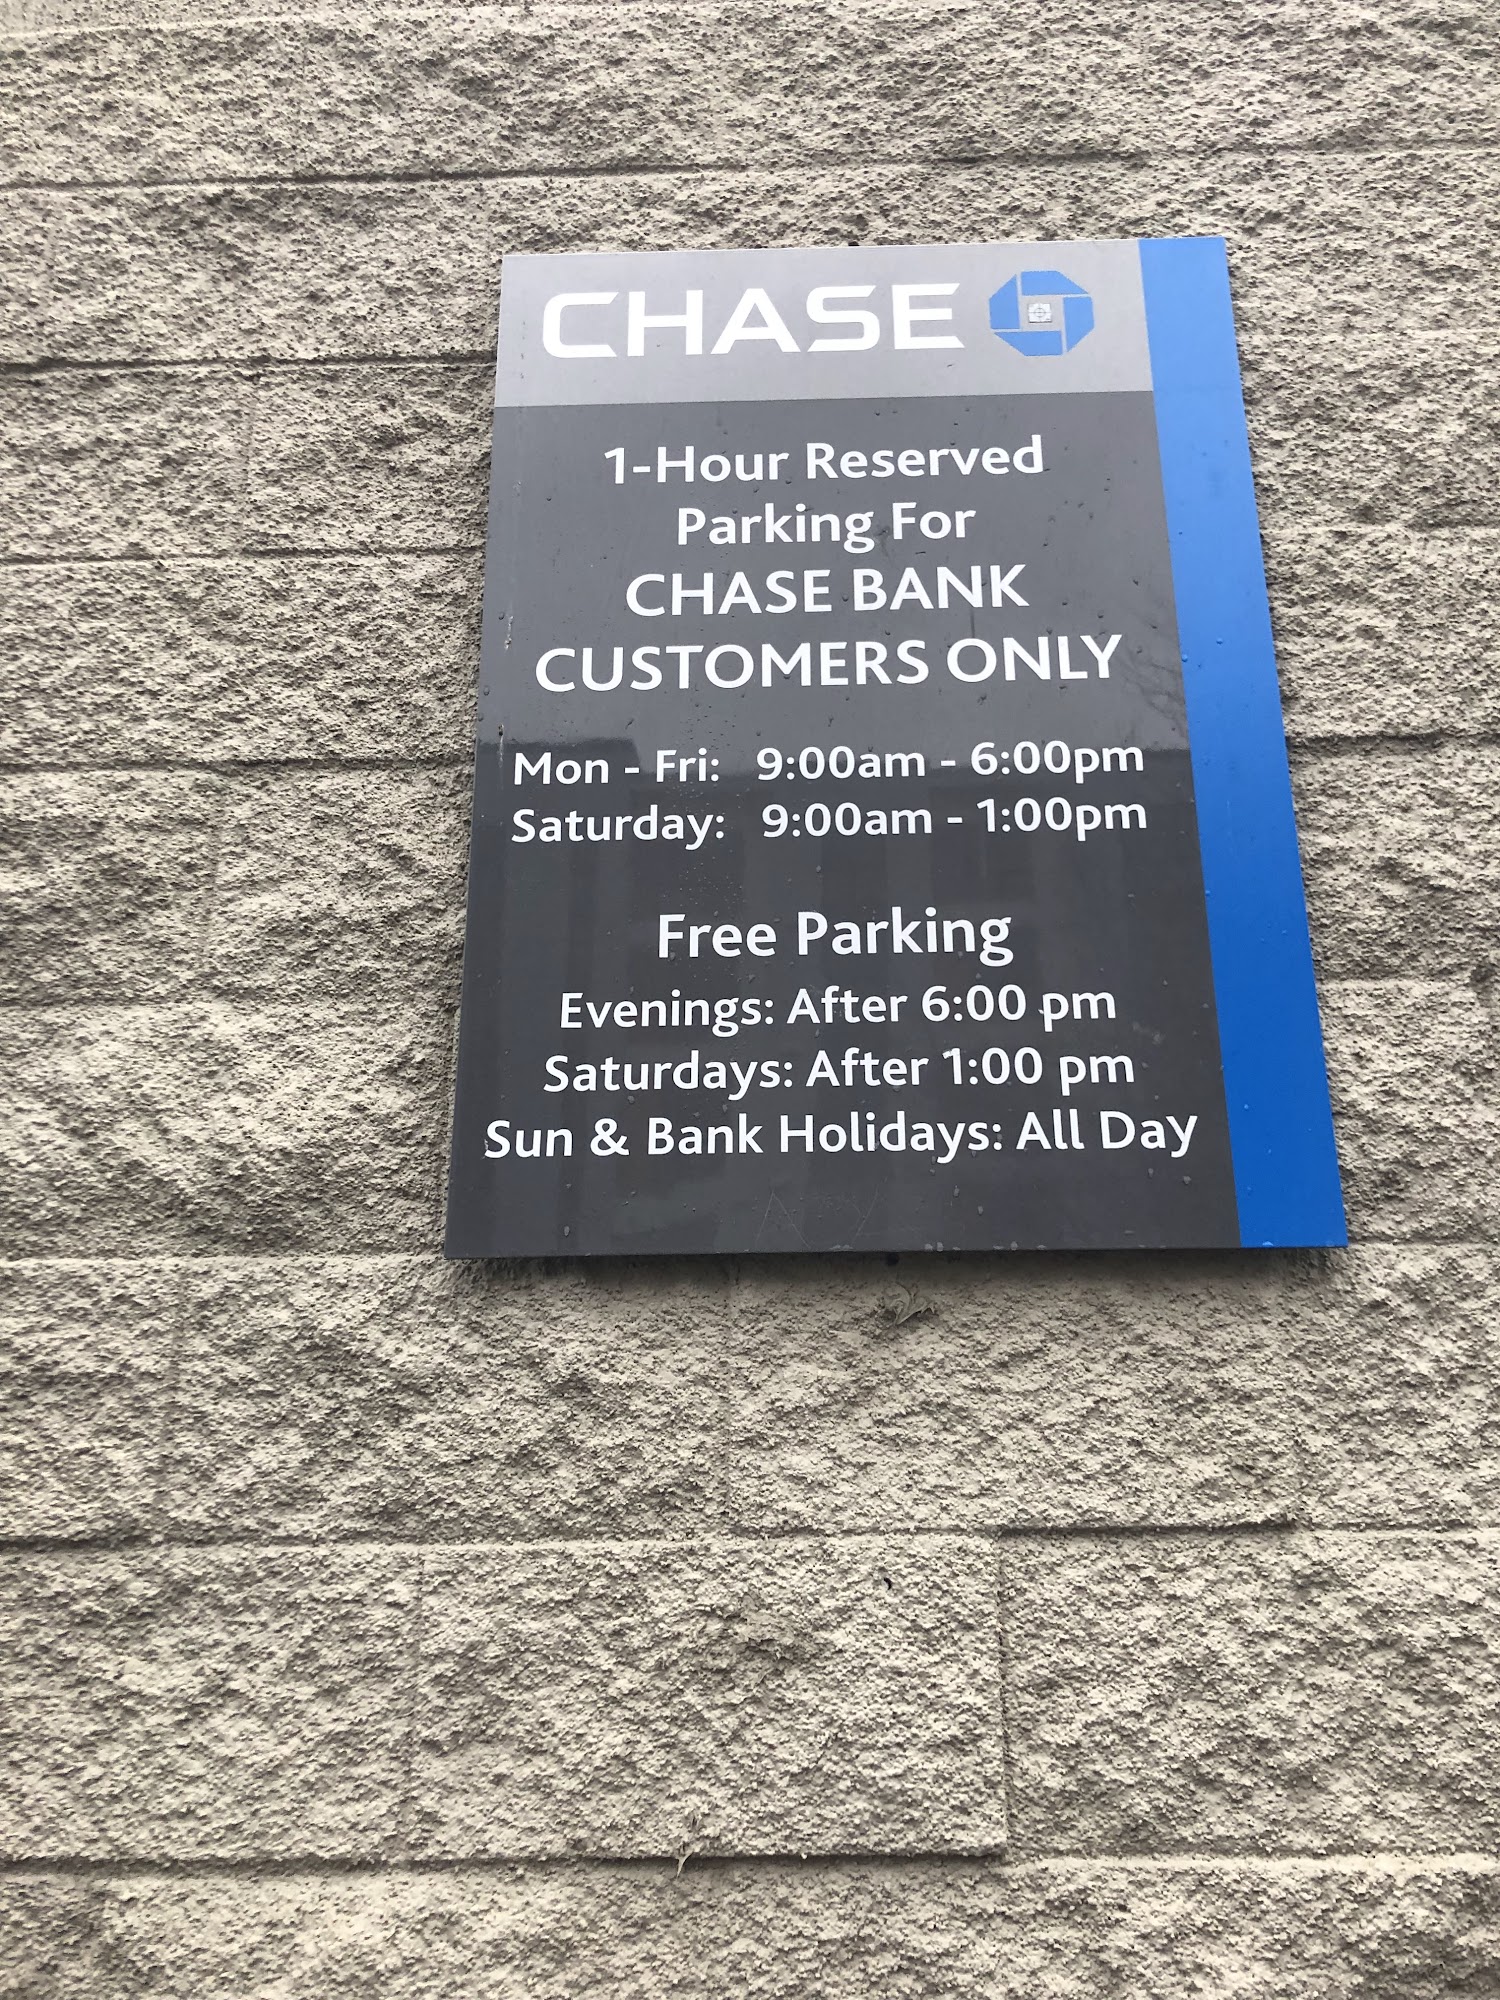 CHASE
1-Hour Reserved
Parking For
CHASE BANK
CUSTOMERS ONLY
Mon - Fri: 9:00am - 6:00pm
Saturday: 9:00am - 1:00pm
Free Parking
Evenings: After 6:00 pm
Saturdays: After 1:00 pm
Sun & Bank Holidays: All Day